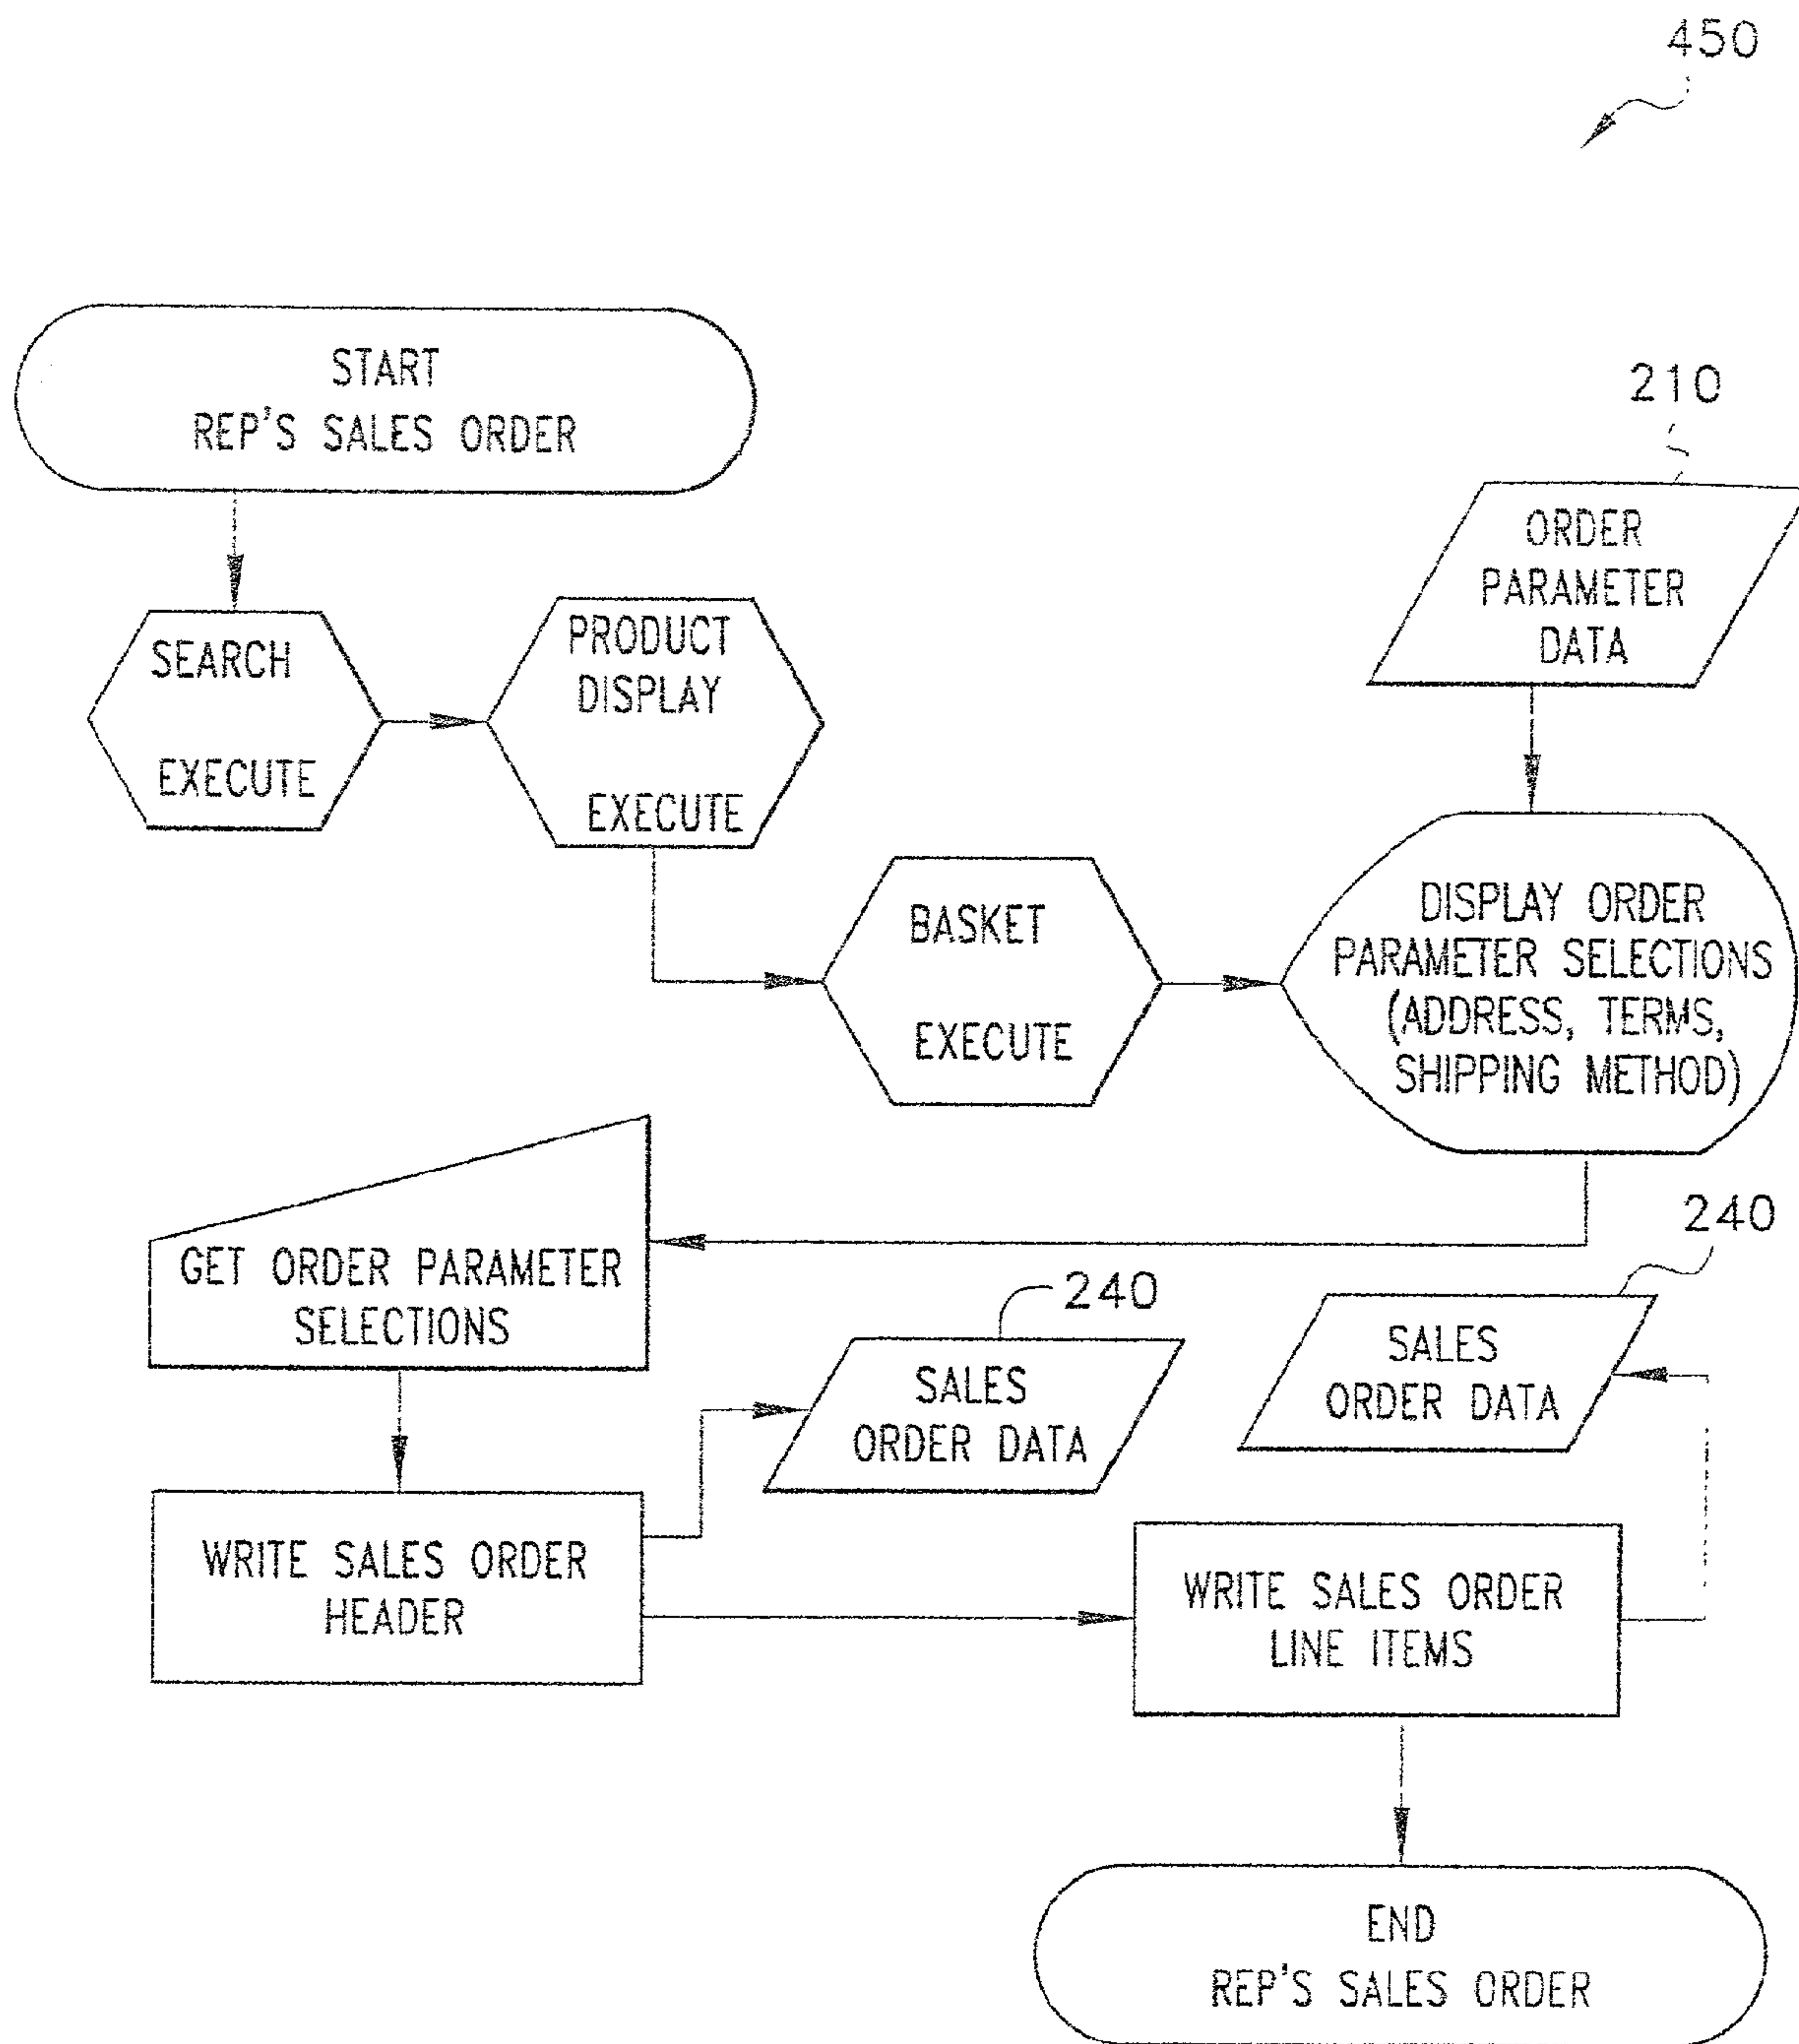 450
START
REP'S SALES ORDER
210
ORDER
PARAMETER
DATA
SEARCH
EXECUTE
PRODUCT
DISPLAY
EXECUTE
BASKET
EXECUTE
DISPLAY ORDER
PARAMETER SELECTIONS
(ADDRESS, TERMS,
SHIPPING METHOD)
GET ORDER PARAMETER
SELECTIONS
240
SALES
ORDER DATA
240
SALES
ORDER DATA
WRITE SALES ORDER
HEADER
WRITE SALES ORDER
LINE ITEMS
END
REP'S SALES ORDER